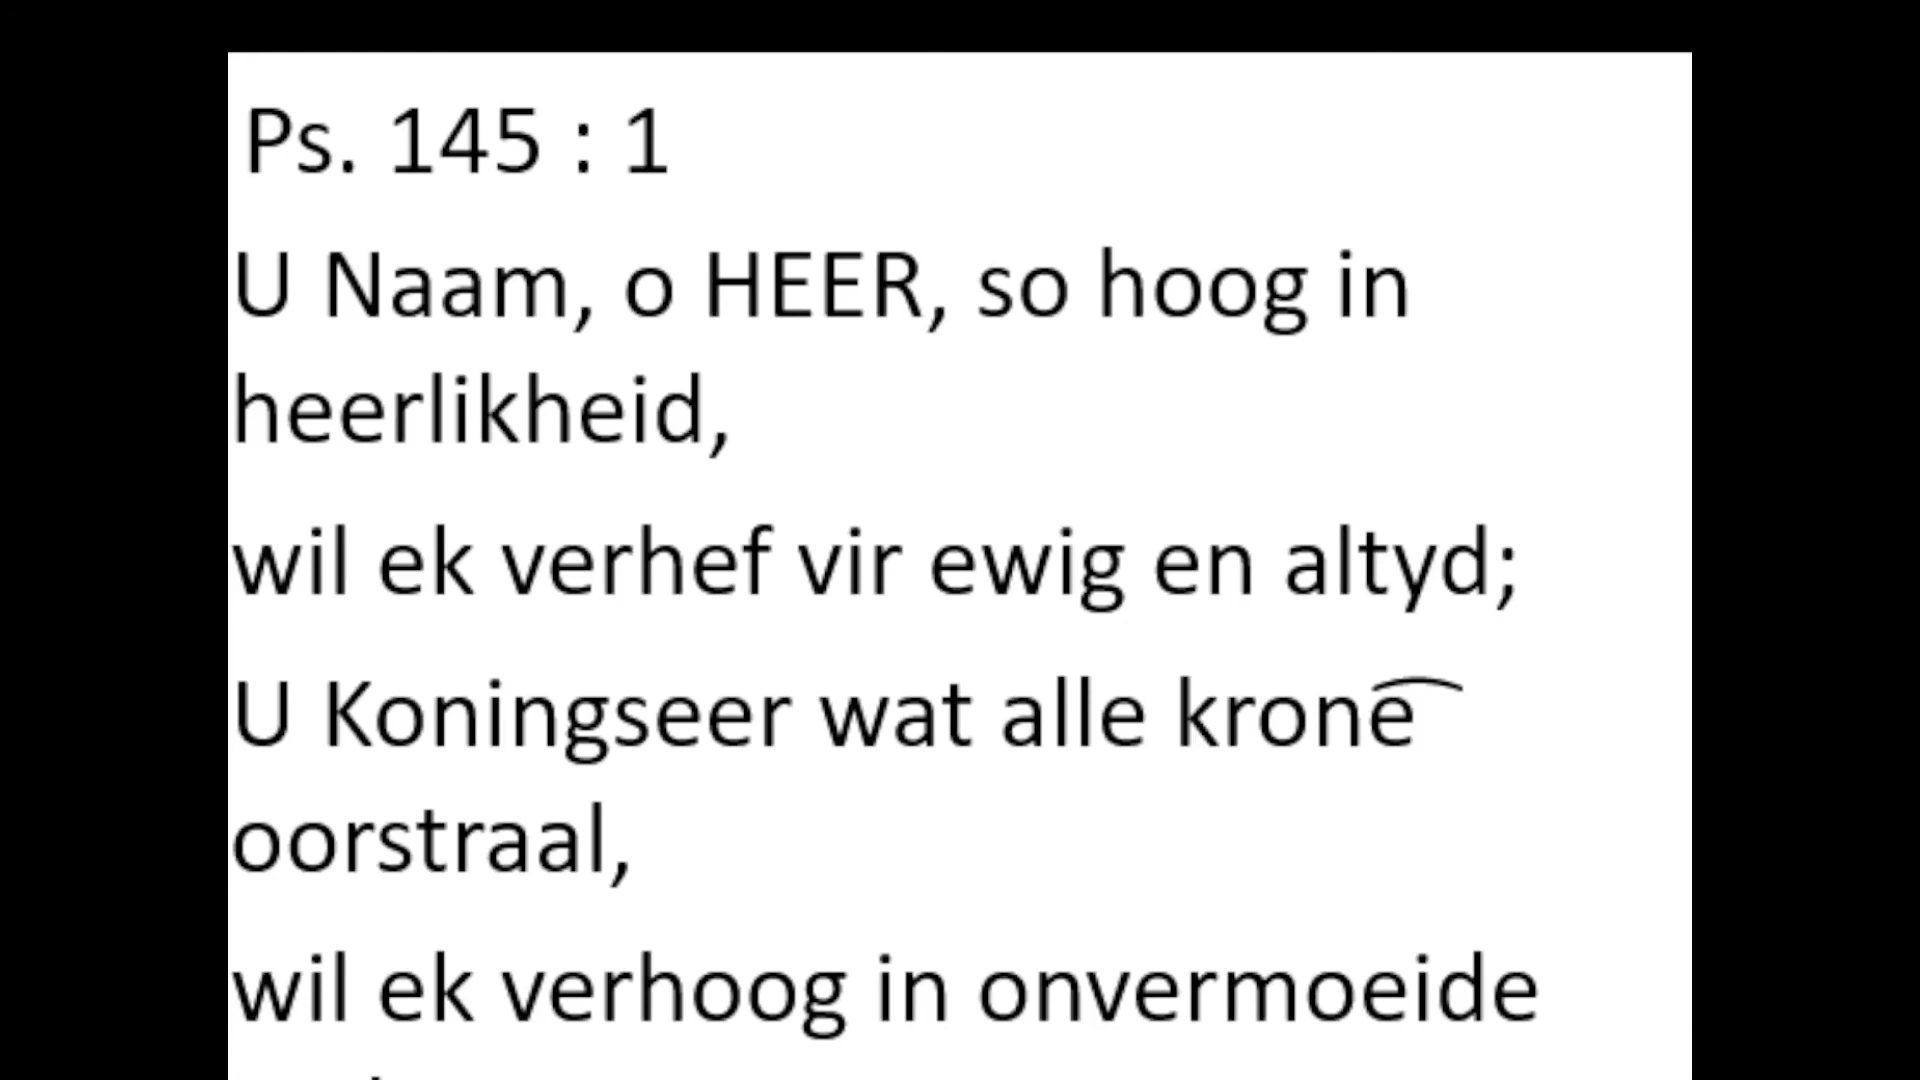 Ps. 145 : 1
U Naam, o HEER, so hoog in
heerlikheid,
wil ek verhef vir ewig en altyd;
U Koningseer wat alle krone͡
oorstraal,
wil ek verhoog in onvermoeide